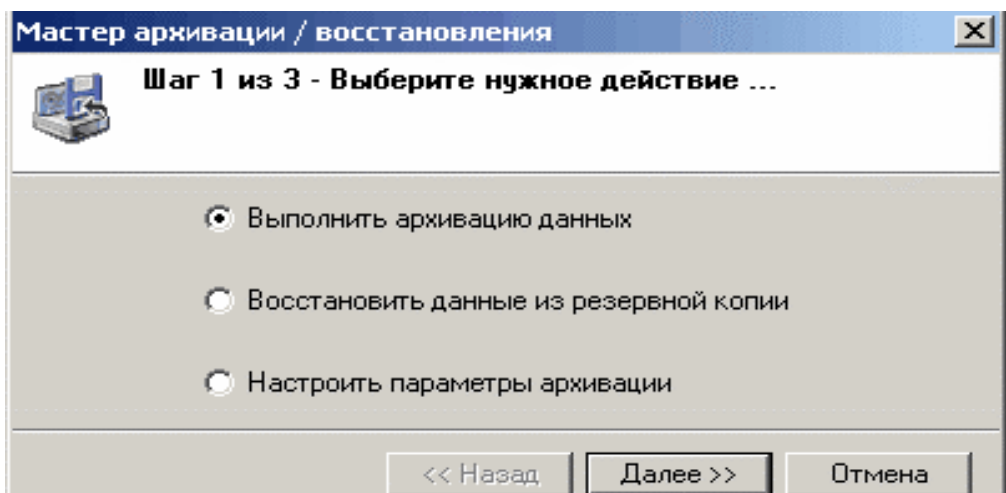 Мастер архивации / восстановления
Шаг 1 из 3 - Выберите нужное действие ...
Выполнить архивацию данных
Восстановить данные из резервной копии
Настроить параметры архивации
<< Назад Далее >> Отмена